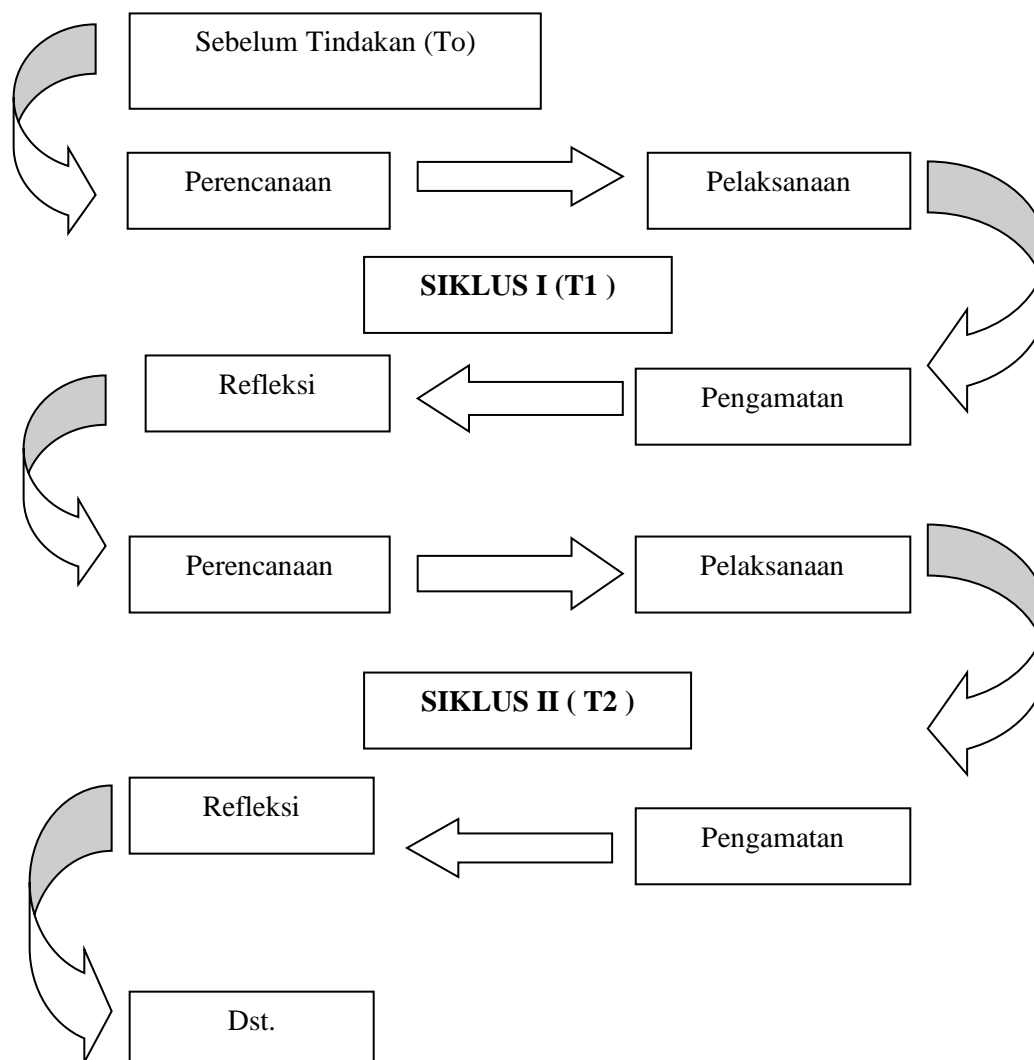 Sebelum Tindakan (To)
Perencanaan
Pelaksanaan
SIKLUS I (T1 )
Refleksi
Pengamatan
Perencanaan
Pelaksanaan
SIKLUS II ( T2 )
Refleksi
Pengamatan
Dst.